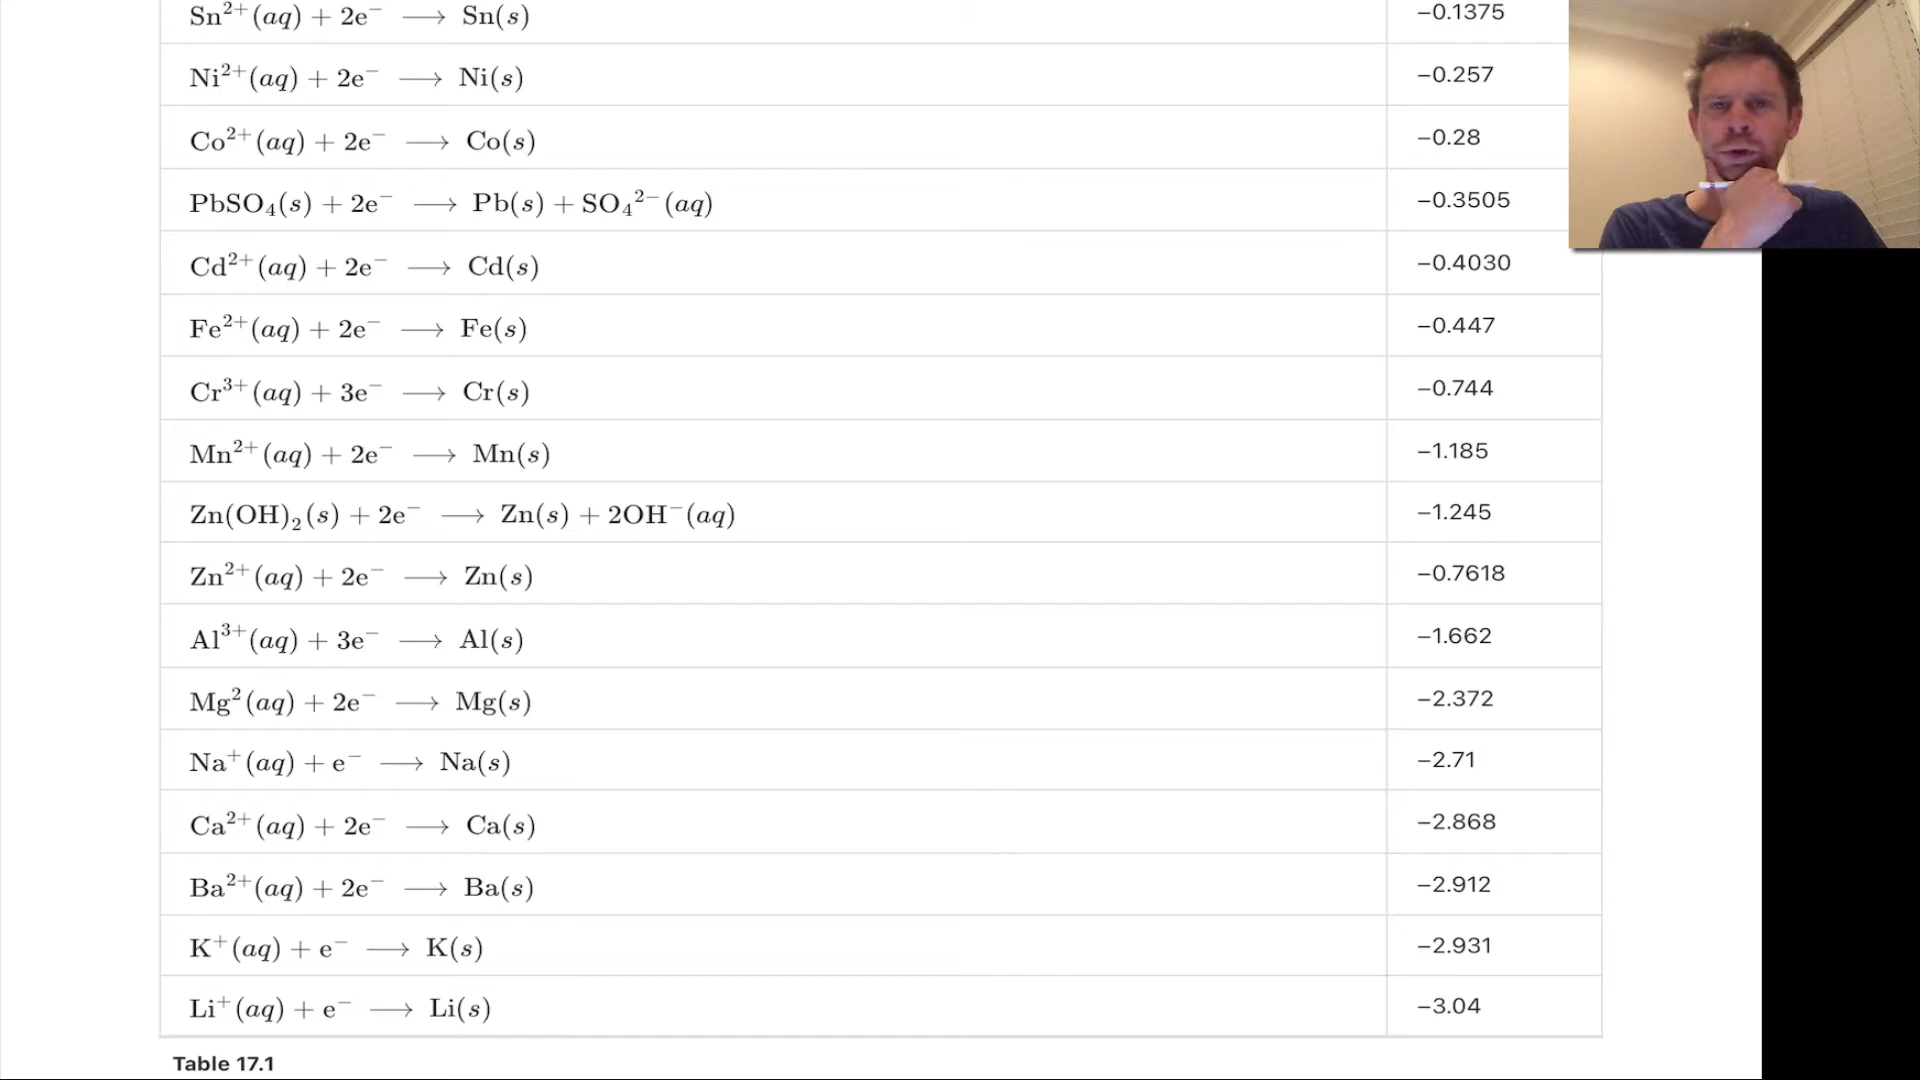 Sn²⁺(aq) + 2e⁻ ⟶ Sn(s) −0.1375
Ni²⁺(aq) + 2e⁻ ⟶ Ni(s) −0.257
Co²⁺(aq) + 2e⁻ ⟶ Co(s) −0.28
PbSO₄(s) + 2e⁻ ⟶ Pb(s) + SO₄²⁻(aq) −0.3505
Cd²⁺(aq) + 2e⁻ ⟶ Cd(s) −0.4030
Fe²⁺(aq) + 2e⁻ ⟶ Fe(s) −0.447
Cr³⁺(aq) + 3e⁻ ⟶ Cr(s) −0.744
Mn²⁺(aq) + 2e⁻ ⟶ Mn(s) −1.185
Zn(OH)₂(s) + 2e⁻ ⟶ Zn(s) + 2OH⁻(aq) −1.245
Zn²⁺(aq) + 2e⁻ ⟶ Zn(s) −0.7618
Al³⁺(aq) + 3e⁻ ⟶ Al(s) −1.662
Mg²(aq) + 2e⁻ ⟶ Mg(s) −2.372
Na⁺(aq) + e⁻ ⟶ Na(s) −2.71
Ca²⁺(aq) + 2e⁻ ⟶ Ca(s) −2.868
Ba²⁺(aq) + 2e⁻ ⟶ Ba(s) −2.912
K⁺(aq) + e⁻ ⟶ K(s) −2.931
Li⁺(aq) + e⁻ ⟶ Li(s) −3.04
Table 17.1